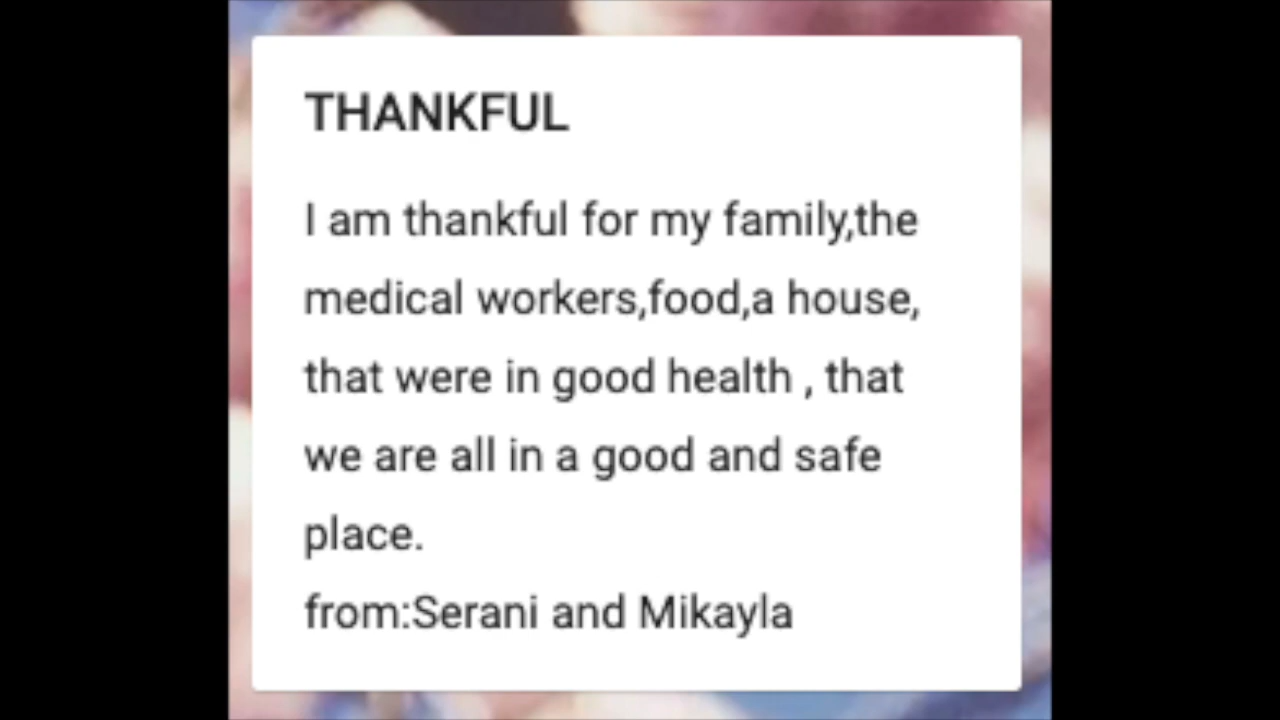 THANKFUL
I am thankful for my family,the
medical workers,food,a house,
that were in good health , that
we are all in a good and safe
place.
from:Serani and Mikayla